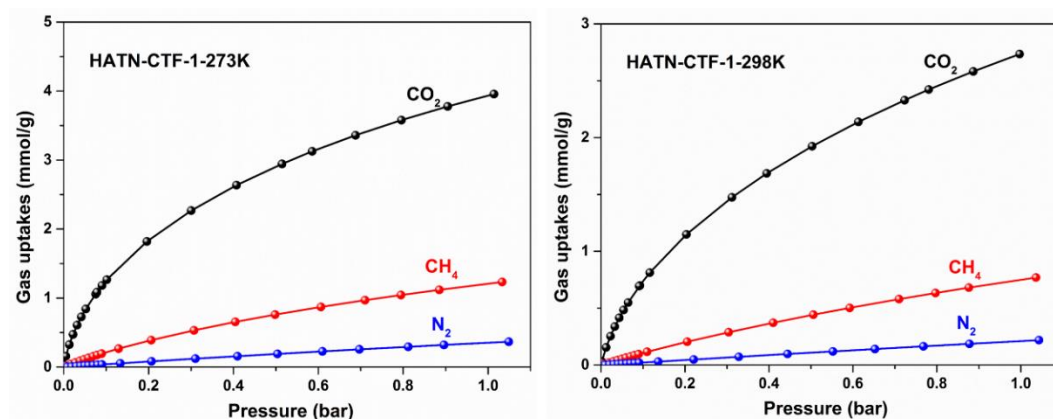 HATN-CTF-1-273K
CO₂
CH₄
N₂
Gas uptakes (mmol/g)
5
4
3
2
1
0
0.0 0.2 0.4 0.6 0.8 1.0
Pressure (bar)
HATN-CTF-1-298K
CO₂
CH₄
N₂
Gas uptakes (mmol/g)
3
2
1
0
0.0 0.2 0.4 0.6 0.8 1.0
Pressure (bar)